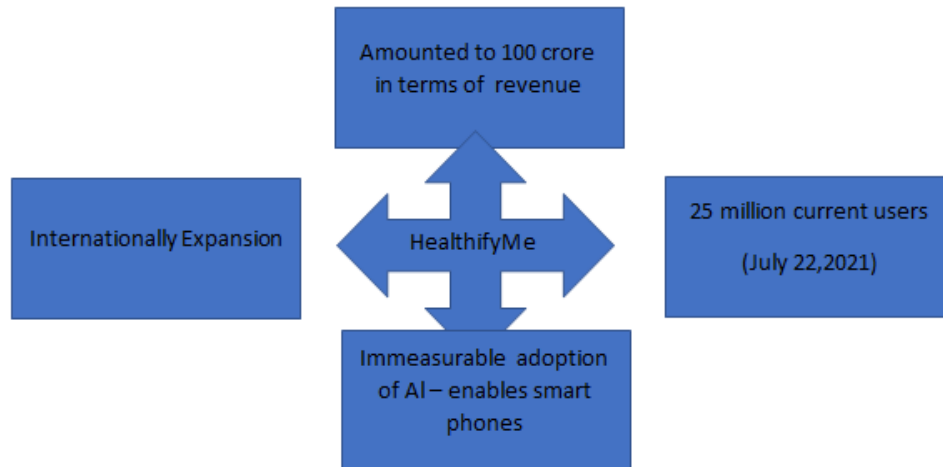 Amounted to 100 crore
in terms of revenue
Internationally Expansion
HealthifyMe
25 million current users
(July 22,2021)
Immeasurable adoption
of Al – enables smart
phones